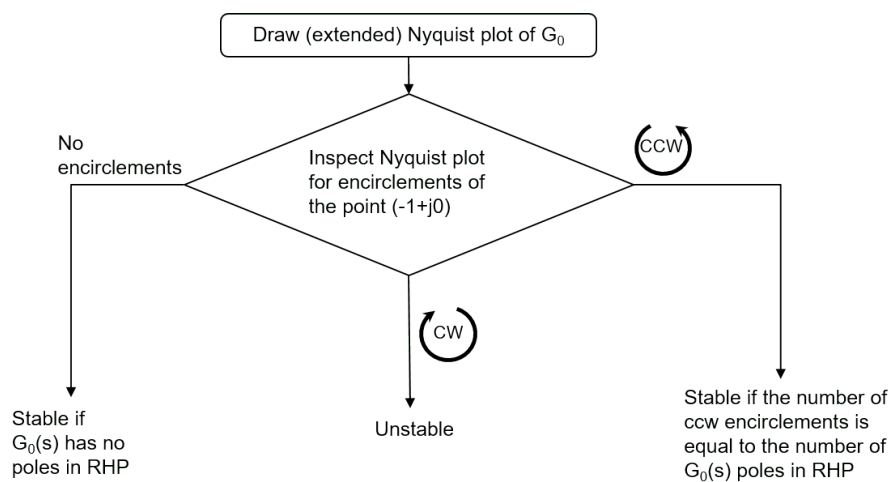 Draw (extended) Nyquist plot of G₀
No
encirclements
Inspect Nyquist plot
for encirclements of
the point (-1+j0)
CCW
CW
Stable if
G₀(s) has no
poles in RHP
Unstable
Stable if the number of
ccw encirclements is
equal to the number of
G₀(s) poles in RHP